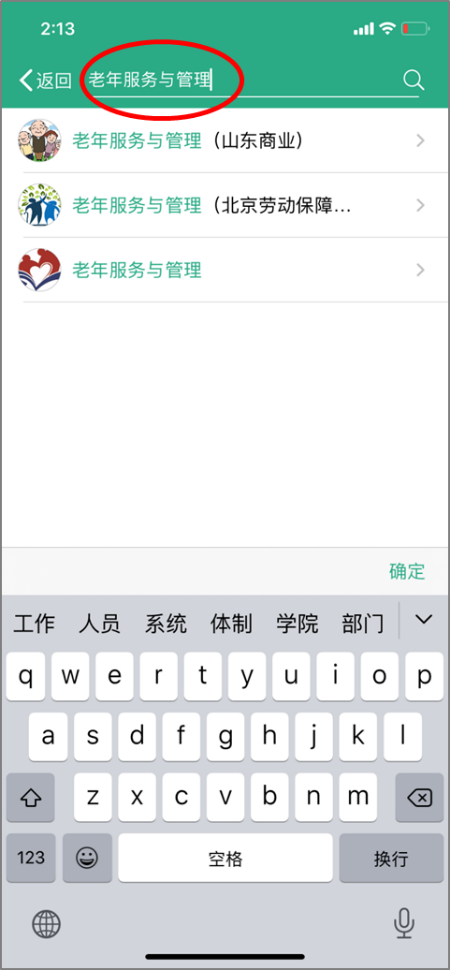 2:13
返回 老年服务与管理
老年服务与管理（山东商业）
老年服务与管理（北京劳动保障...
老年服务与管理
确定
工作 人员 系统 体制 学院 部门
q w e r t y u i o p
a s d f g h j k l
z x c v b n m
123 空格 换行